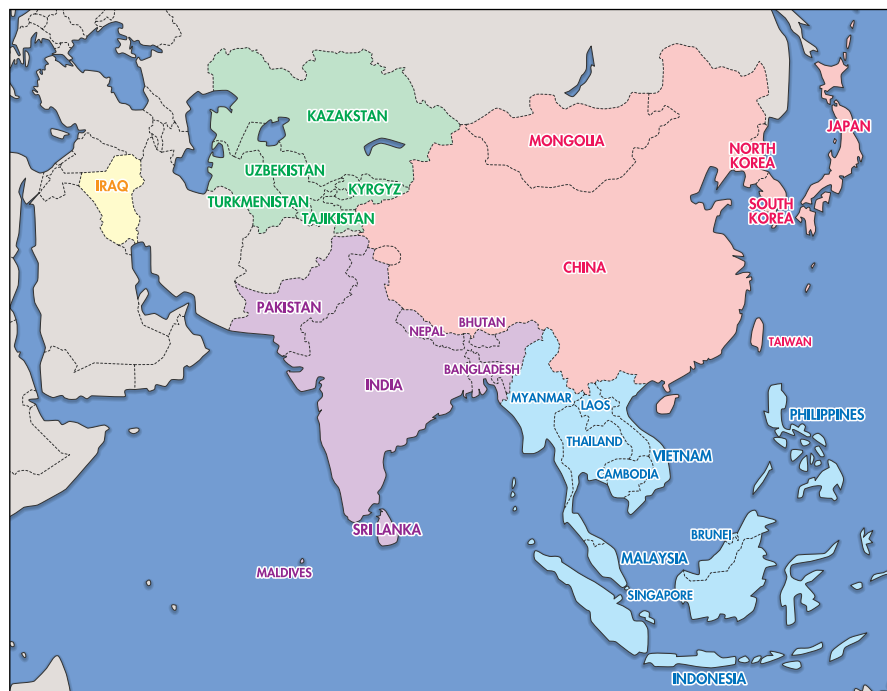 KAZAKSTAN
MONGOLIA
JAPAN
NORTH
KOREA
UZBEKISTAN
IRAQ
KYRGYZ
TURKMENISTAN
TAJIKISTAN
SOUTH
KOREA
CHINA
PAKISTAN
BHUTAN
NEPAL
TAIWAN
BANGLADESH
INDIA
MYANMAR
LAOS
PHILIPPINES
THAILAND
VIETNAM
CAMBODIA
SRI LANKA
BRUNEI
MALAYSIA
MALDIVES
SINGAPORE
INDONESIA